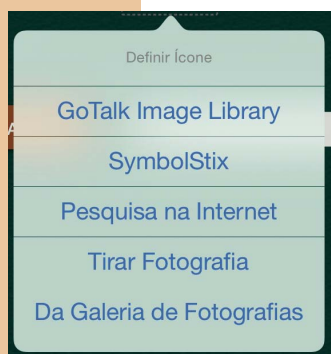 Definir Ícone
GoTalk Image Library
SymbolStix
Pesquisa na Internet
Tirar Fotografia
Da Galeria de Fotografias